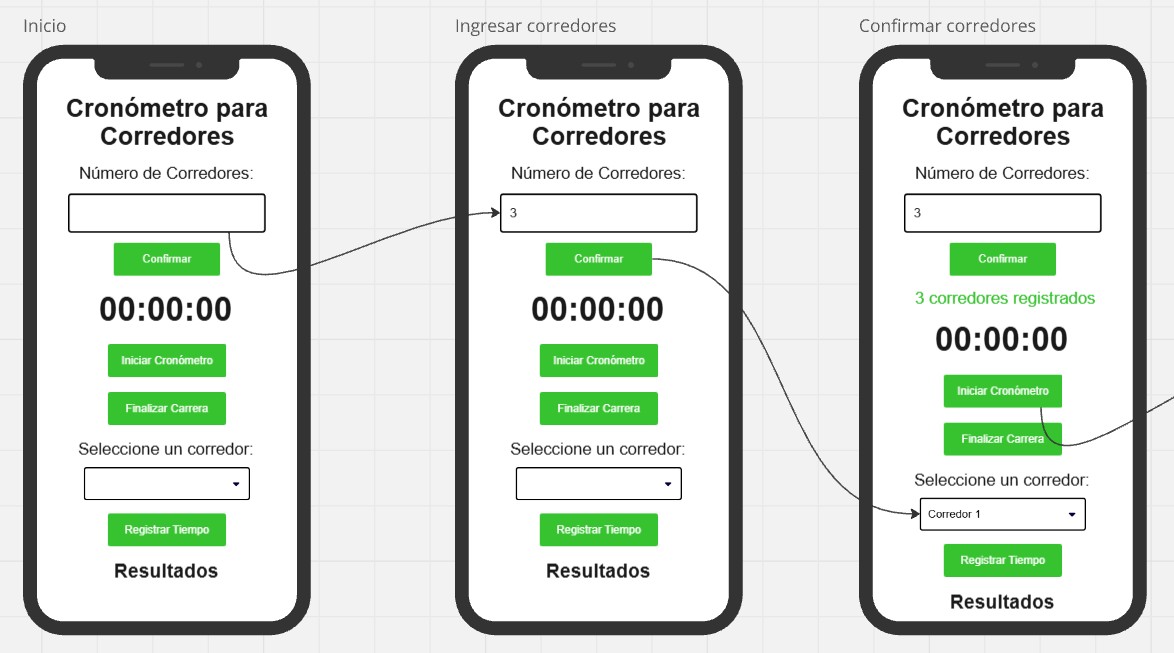 Inicio
Cronómetro para
Corredores
Número de Corredores:
Confirmar
00:00:00
Iniciar Cronómetro
Finalizar Carrera
Seleccione un corredor:
Registrar Tiempo
Resultados
Ingresar corredores
Cronómetro para
Corredores
Número de Corredores:
3
Confirmar
00:00:00
Iniciar Cronómetro
Finalizar Carrera
Seleccione un corredor:
Registrar Tiempo
Resultados
Confirmar corredores
Cronómetro para
Corredores
Número de Corredores:
3
Confirmar
3 corredores registrados
00:00:00
Iniciar Cronómetro
Finalizar Carrera
Seleccione un corredor:
Corredor 1
Registrar Tiempo
Resultados